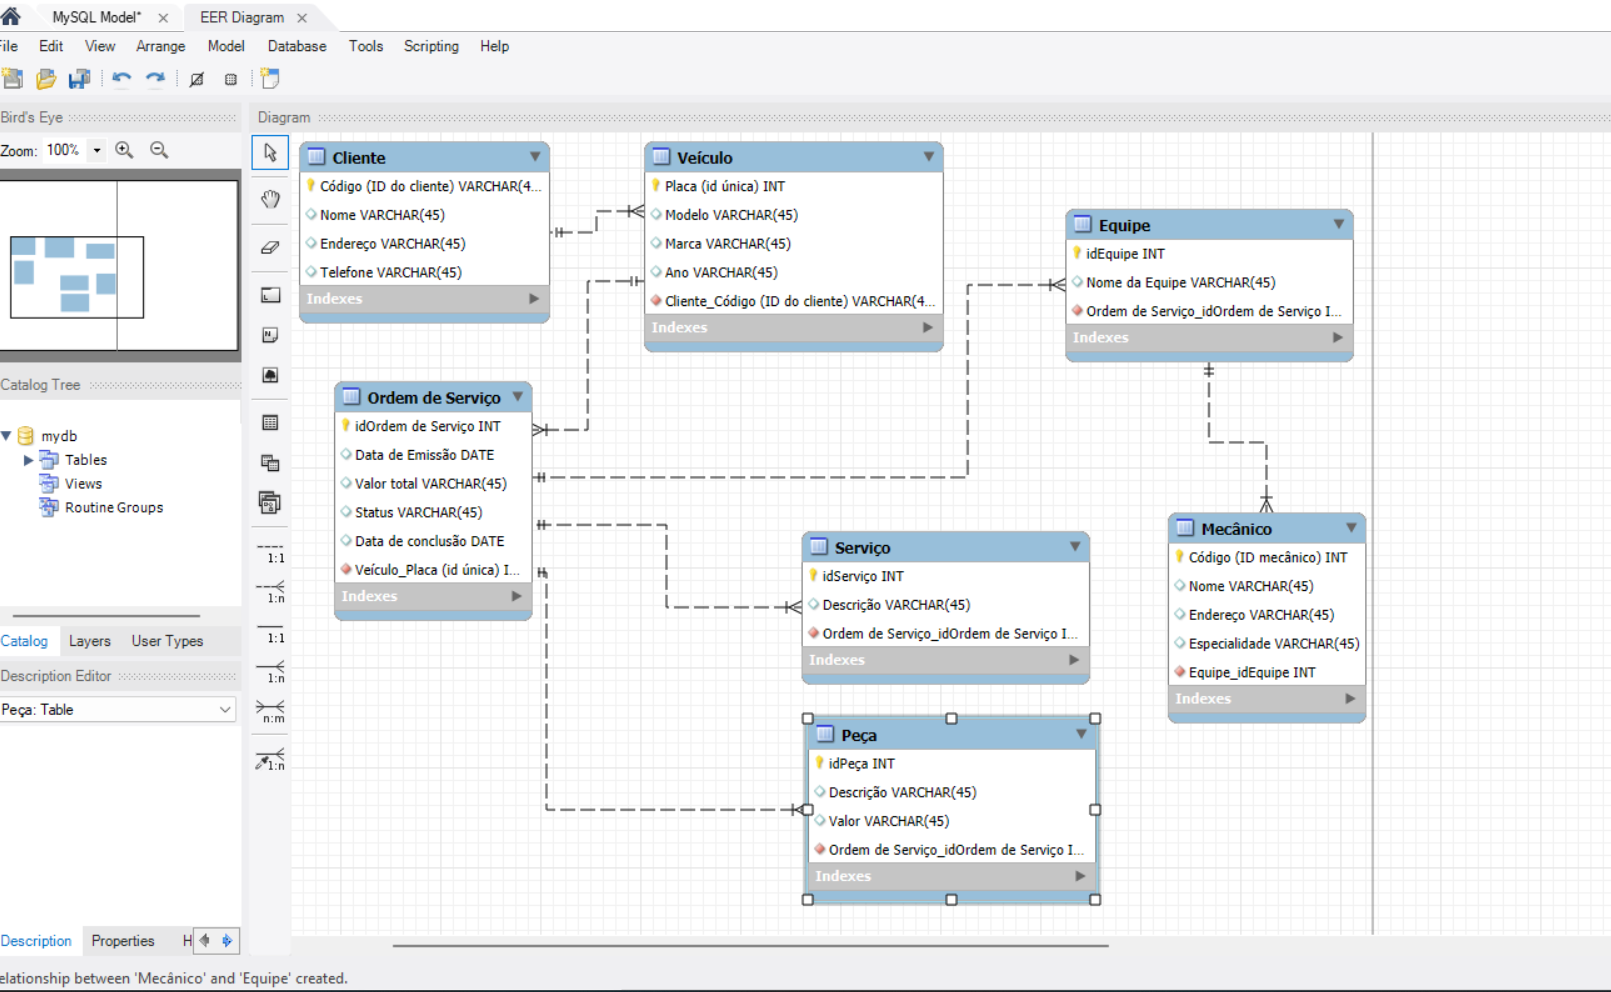 MySQL Model*
EER Diagram
File Edit View Arrange Model Database Tools Scripting Help
Bird's Eye
Zoom: 100%
Catalog Tree
mydb
Tables
Views
Routine Groups
Catalog Layers User Types
Description Editor
Peça: Table
Description Properties H
elationship between 'Mecânico' and 'Equipe' created.
Diagram
1:1
1:n
1:1
1:n
n:m
1:n
Cliente
Código (ID do cliente) VARCHAR(4...
Nome VARCHAR(45)
Endereço VARCHAR(45)
Telefone VARCHAR(45)
Indexes
Veículo
Placa (id única) INT
Modelo VARCHAR(45)
Marca VARCHAR(45)
Ano VARCHAR(45)
Cliente_Código (ID do cliente) VARCHAR(4...
Indexes
Equipe
idEquipe INT
Nome da Equipe VARCHAR(45)
Ordem de Serviço_idOrdem de Serviço I...
Indexes
Ordem de Serviço
idOrdem de Serviço INT
Data de Emissão DATE
Valor total VARCHAR(45)
Status VARCHAR(45)
Data de conclusão DATE
Veículo_Placa (id única) I...
Indexes
Serviço
idServiço INT
Descrição VARCHAR(45)
Ordem de Serviço_idOrdem de Serviço I...
Indexes
Mecânico
Código (ID mecânico) INT
Nome VARCHAR(45)
Endereço VARCHAR(45)
Especialidade VARCHAR(45)
Equipe_idEquipe INT
Indexes
Peça
idPeça INT
Descrição VARCHAR(45)
Valor VARCHAR(45)
Ordem de Serviço_idOrdem de Serviço I...
Indexes